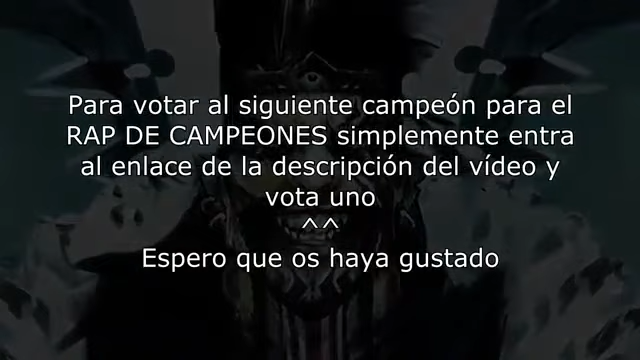 Para votar al siguiente campeón para el
RAP DE CAMPEONES simplemente entra
al enlace de la descripción del vídeo y
vota uno
^^
Espero que os haya gustado